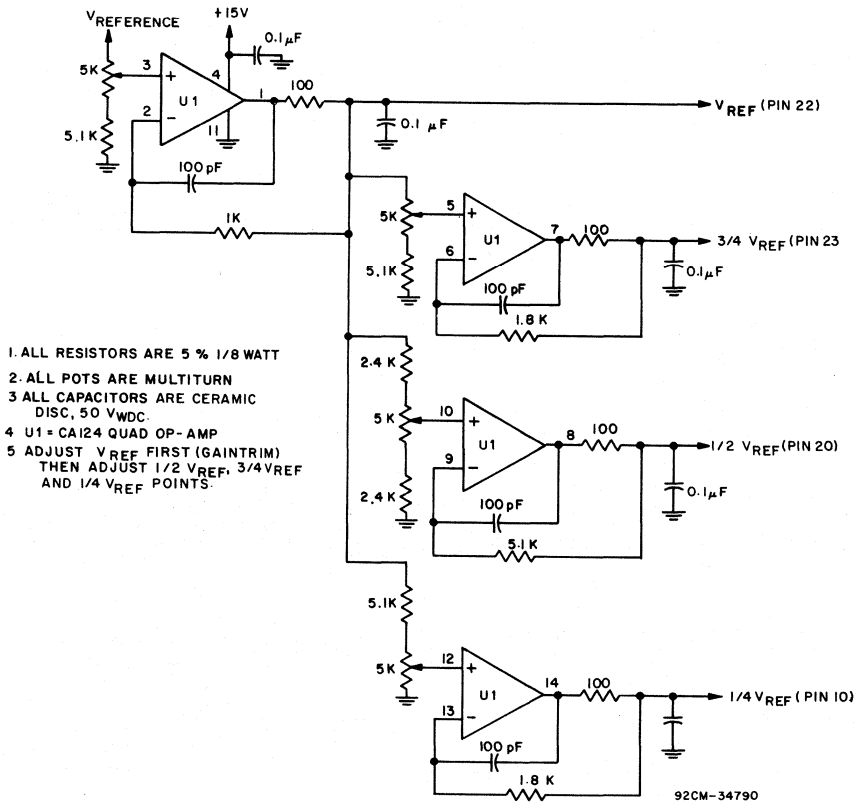 VREFERENCE
+15V
0.1µF
5K
3
+
4
U1
1
100
2
−
11
5.1K
100 pF
1K
0.1 µF
VREF (PIN 22)
5K
5
+
U1
7
100
6
−
5.1K
100 pF
1.8 K
3/4 VREF (PIN 23
0.1µF
1. ALL RESISTORS ARE 5 % 1/8 WATT
2. ALL POTS ARE MULTITURN
3 ALL CAPACITORS ARE CERAMIC
DISC, 50 VWDC.
4 U1 = CA124 QUAD OP-AMP
5 ADJUST VREF FIRST (GAINTRIM)
THEN ADJUST 1/2 VREF, 3/4 VREF
AND 1/4 VREF POINTS.
2.4K
5K
10
+
U1
8
100
9
−
2.4K
100 pF
5.1 K
1/2 VREF (PIN 20)
0.1µF
5.1K
5K
12
+
U1
14
100
13
−
100 pF
1.8 K
1/4 VREF (PIN 10)
92CM-34790